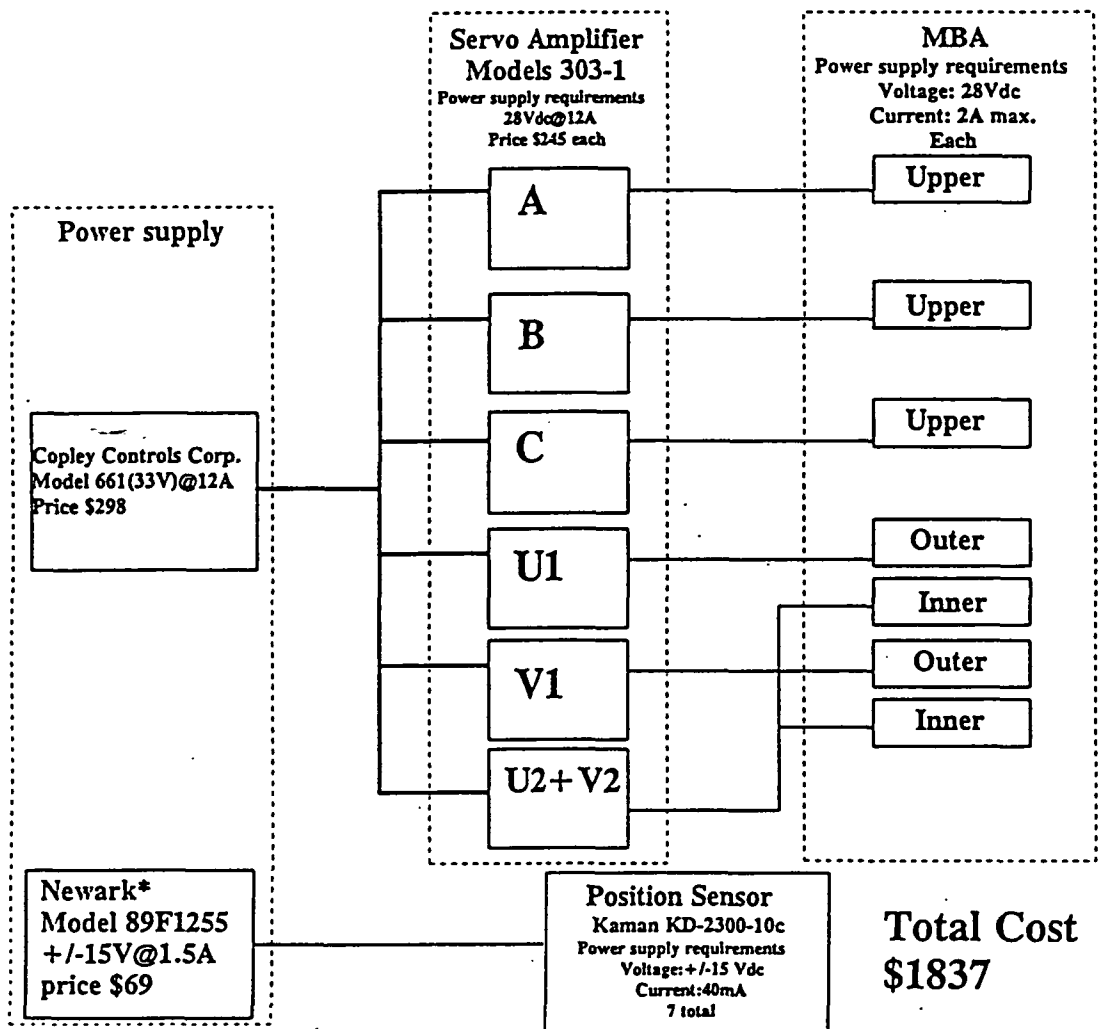 Servo Amplifier
Models 303-1
Power supply requirements
28Vdc@12A
Price $245 each
MBA
Power supply requirements
Voltage: 28Vdc
Current: 2A max.
Each
Power supply
Copley Controls Corp.
Model 661(33V)@12A
Price $298
A
B
C
U1
V1
U2+V2
Upper
Upper
Upper
Outer
Inner
Outer
Inner
Newark*
Model 89F1255
+/-15V@1.5A
price $69
Position Sensor
Kaman KD-2300-10c
Power supply requirements
Voltage:+/-15 Vdc
Current:40mA
7 total
Total Cost
$1837